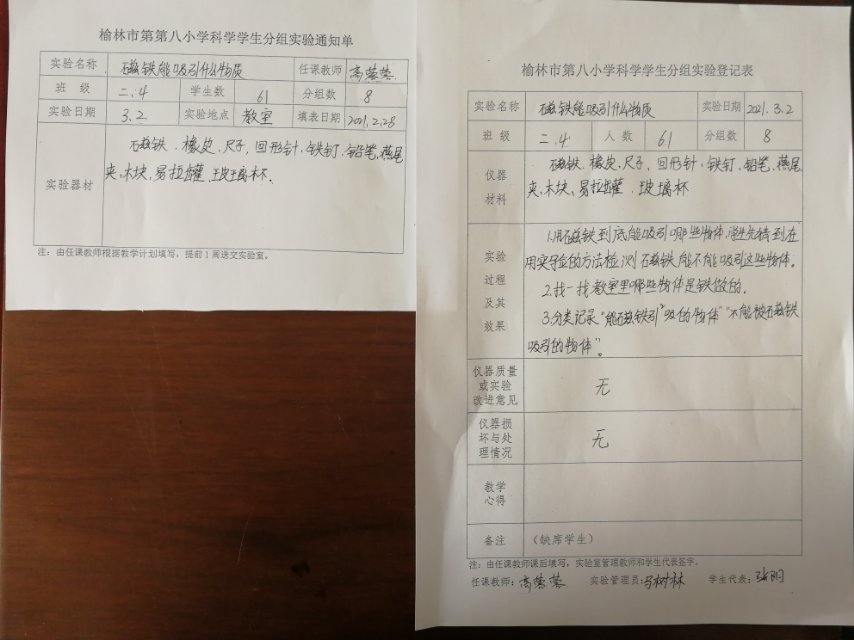 榆林市第八小学科学学生分组实验通知单
实验名称 磁铁能吸引什么物质 任课教师 高蓉蓉
班 级 二.4 学生数 61 分组数 8
实验日期 3.2 实验地点 教室 填表日期 2021.2.28
实验器材
磁铁、橡皮、尺子、回形针、铁钉、铅笔、燕尾
夹、木块、易拉罐、玻璃杯、
注:由任课教师根据教学计划填写,提前1周送交实验室。
榆林市第八小学科学学生分组实验登记表
实验名称 磁铁能吸引什么物质 实验日期 2021.3.2
班 级 二.4 人 数 61 分组数 8
仪器
材料
磁铁、橡皮、尺子、回形针、铁钉、铅笔、燕尾
夹、木块、易拉罐、玻璃杯
实验
过程
及其
效果
1.用磁铁到底能吸引哪些物体,
用实验的方法检测磁铁能不能吸引这些物体。
2.找一找教室里哪些物体是铁做的。
3.分类记录“能磁铁引吸的物体”“不能被磁铁
吸引的物体”。
仪器质量
或实验
改进意见
无
仪器损
坏与处
理情况
无
教学
心得
备注 (缺席学生)
注:由任课教师课后填写,实验室管理教师和学生代表签字。
任课教师:高蓉蓉 实验管理员:马树林 学生代表:张明